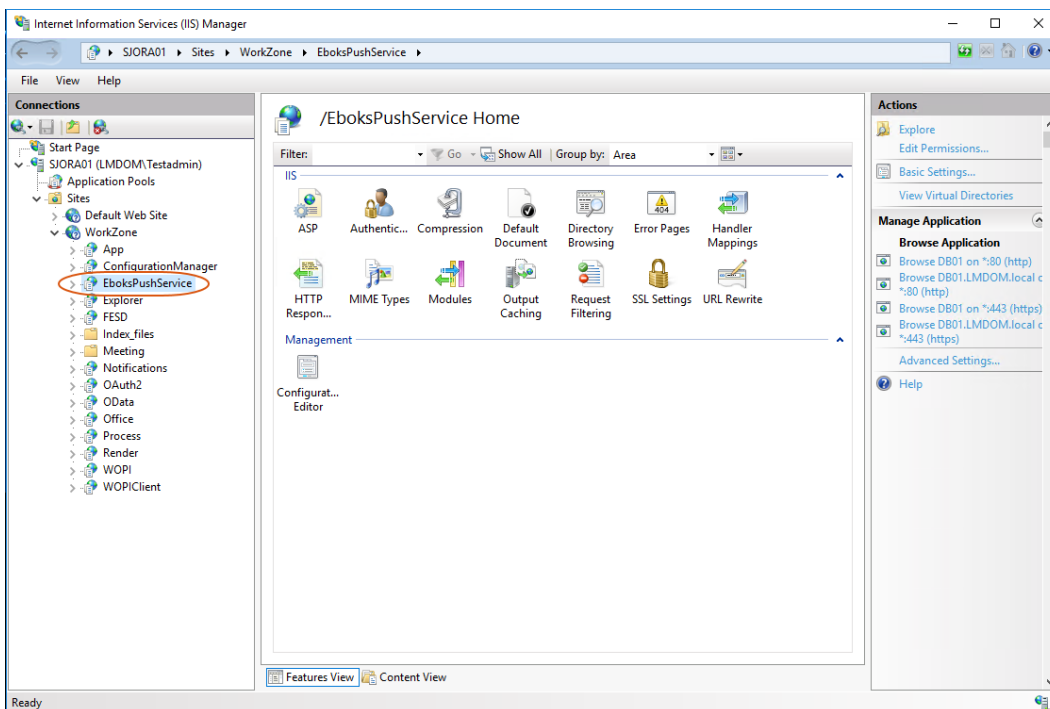 Internet Information Services (IIS) Manager
SJORA01 Sites WorkZone EboksPushService
File View Help
Connections
Start Page
SJORA01 (LMDOM\Testadmin)
Application Pools
Sites
Default Web Site
WorkZone
App
ConfigurationManager
EboksPushService
Explorer
FESD
Index_files
Meeting
Notifications
OAuth2
OData
Office
Process
Render
WOPI
WOPIClient
/EboksPushService Home
Filter: Go Show All Group by: Area
IIS
ASP Authentic... Compression Default Document Directory Browsing Error Pages Handler Mappings
404
HTTP Respon... MIME Types Modules Output Caching Request Filtering SSL Settings URL Rewrite
Management
Configurat... Editor
Features View Content View
Actions
Explore
Edit Permissions...
Basic Settings...
View Virtual Directories
Manage Application
Browse Application
Browse DB01 on *:80 (http)
Browse DB01.LMDOM.local c
*:80 (http)
Browse DB01 on *:443 (https)
Browse DB01.LMDOM.local c
*:443 (https)
Advanced Settings...
Help
Ready